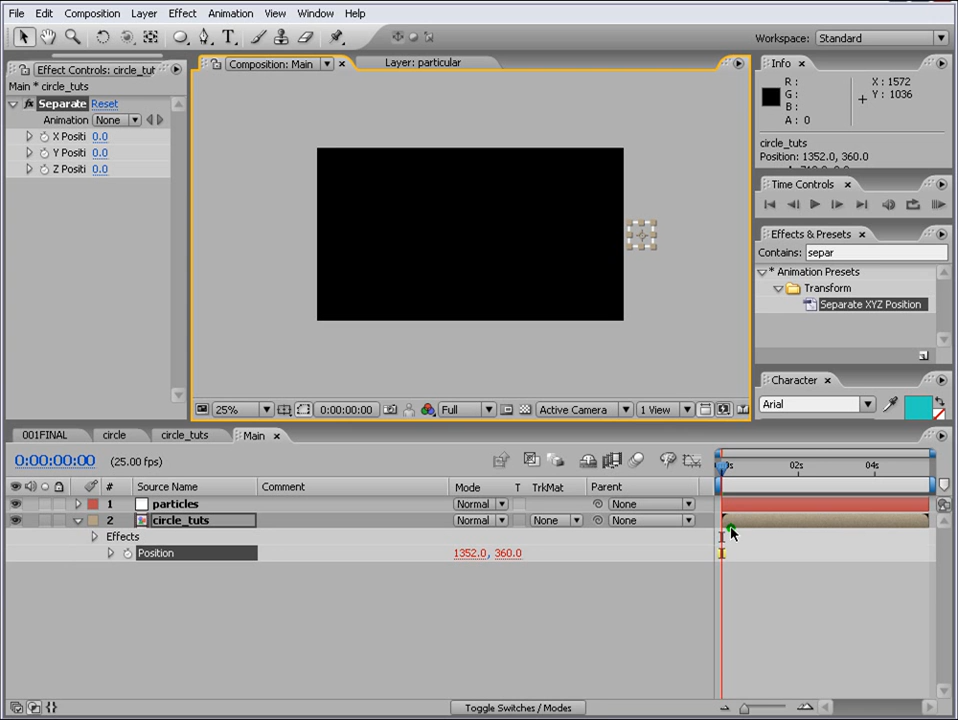 File Edit Composition Layer Effect Animation View Window Help
Workspace: Standard
Effect Controls: circle_tut
Main * circle_tuts
fx Separate Reset
Animation None
X Positi 0.0
Y Positi 0.0
Z Positi 0.0
Composition: Main
Layer: particular
25%
0:00:00:00
Full
Active Camera
1 View
Info
R :
G :
B :
A : 0
X : 1572
Y : 1036
circle_tuts
Position: 1352.0, 360.0
Time Controls
Effects & Presets
Contains: separ
* Animation Presets
Transform
Separate XYZ Position
Character
Arial
001FINAL circle circle_tuts Main
0:00:00:00 (25.00 fps)
0s 02s 04s
# Source Name Comment Mode T TrkMat Parent
1 particles Normal None
2 circle_tuts Normal None None
Effects
Position 1352.0, 360.0
Toggle Switches / Modes